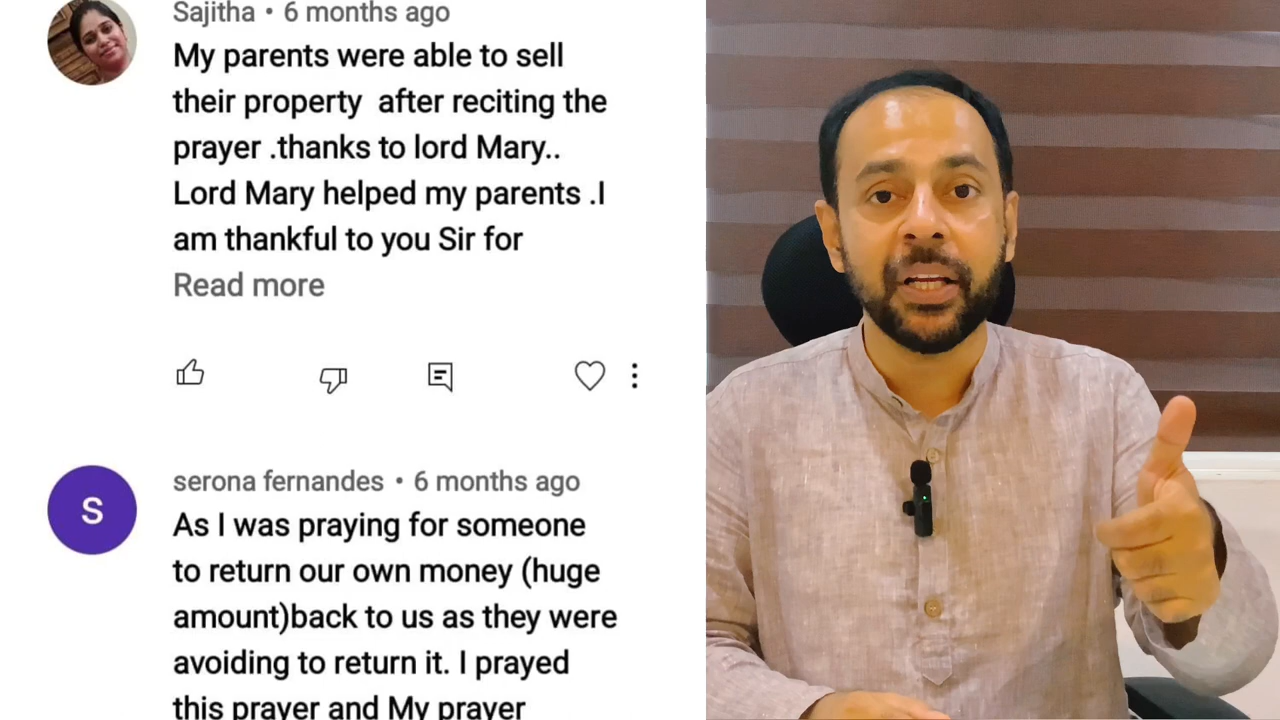 Sajitha • 6 months ago
My parents were able to sell
their property  after reciting the
prayer .thanks to lord Mary..
Lord Mary helped my parents .I
am thankful to you Sir for
Read more
S
serona fernandes • 6 months ago
As I was praying for someone
to return our own money (huge
amount)back to us as they were
avoiding to return it. I prayed
this prayer and My prayer